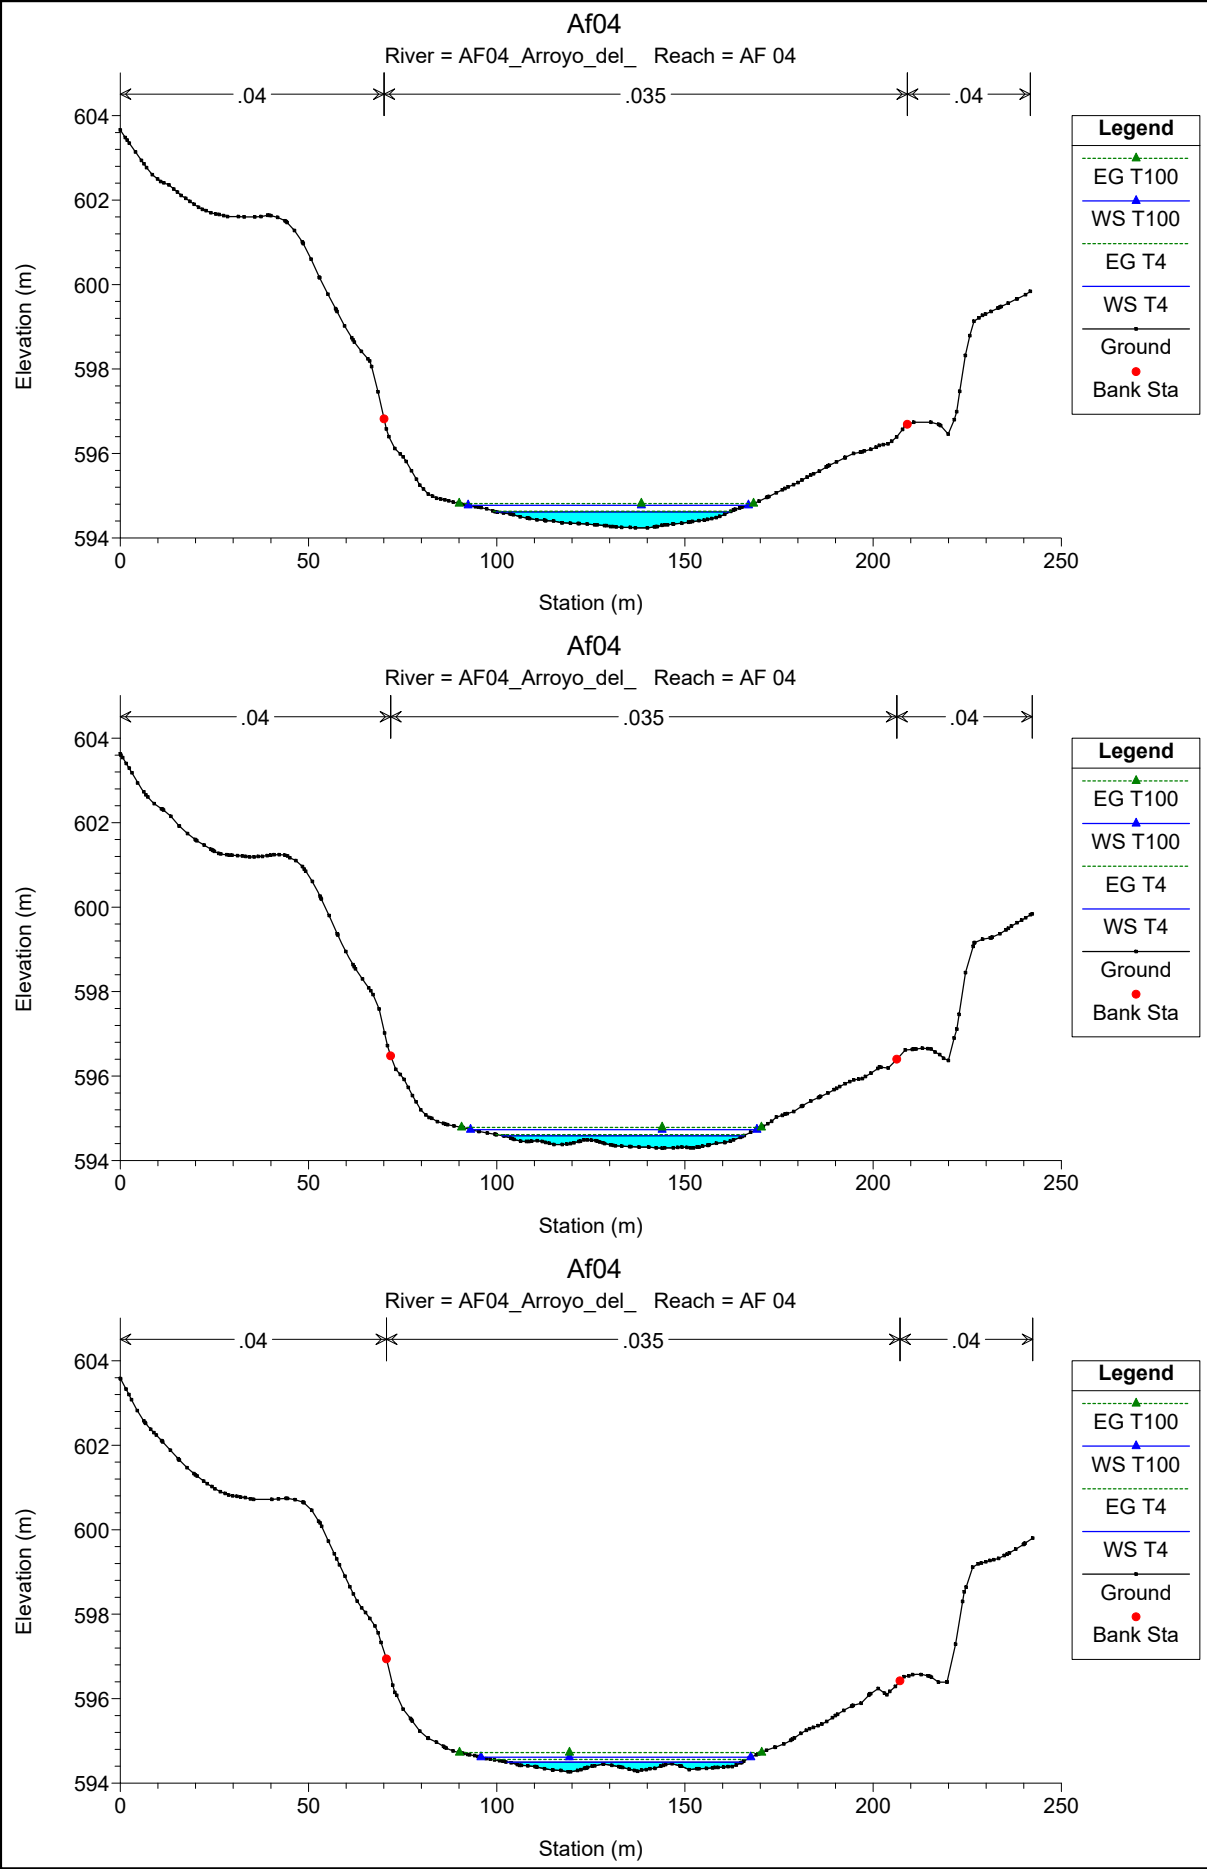 Af04
River = AF04_Arroyo_del_   Reach = AF 04
.04 .035 .04
604
602
600
598
596
594
0 50 100 150 200 250
Elevation (m)
Station (m)
Legend
EG T100
WS T100
EG T4
WS T4
Ground
Bank Sta
Af04
River = AF04_Arroyo_del_   Reach = AF 04
.04 .035 .04
604
602
600
598
596
594
0 50 100 150 200 250
Elevation (m)
Station (m)
Legend
EG T100
WS T100
EG T4
WS T4
Ground
Bank Sta
Af04
River = AF04_Arroyo_del_   Reach = AF 04
.04 .035 .04
604
602
600
598
596
594
0 50 100 150 200 250
Elevation (m)
Station (m)
Legend
EG T100
WS T100
EG T4
WS T4
Ground
Bank Sta